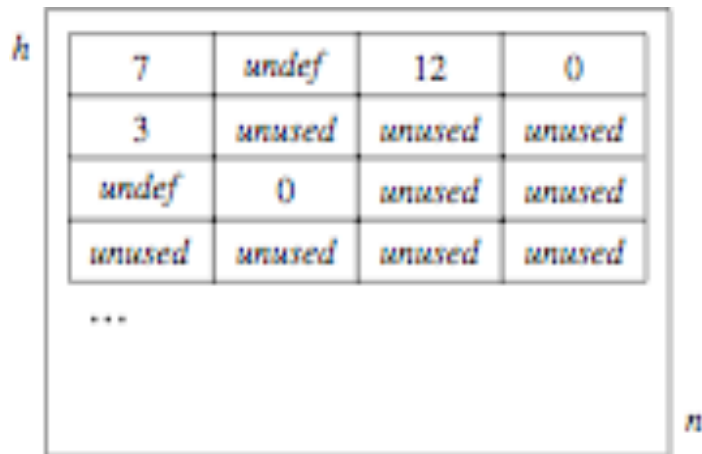 h
7 undef 12 0
3 unused unused unused
undef 0 unused unused
unused unused unused unused
...
n